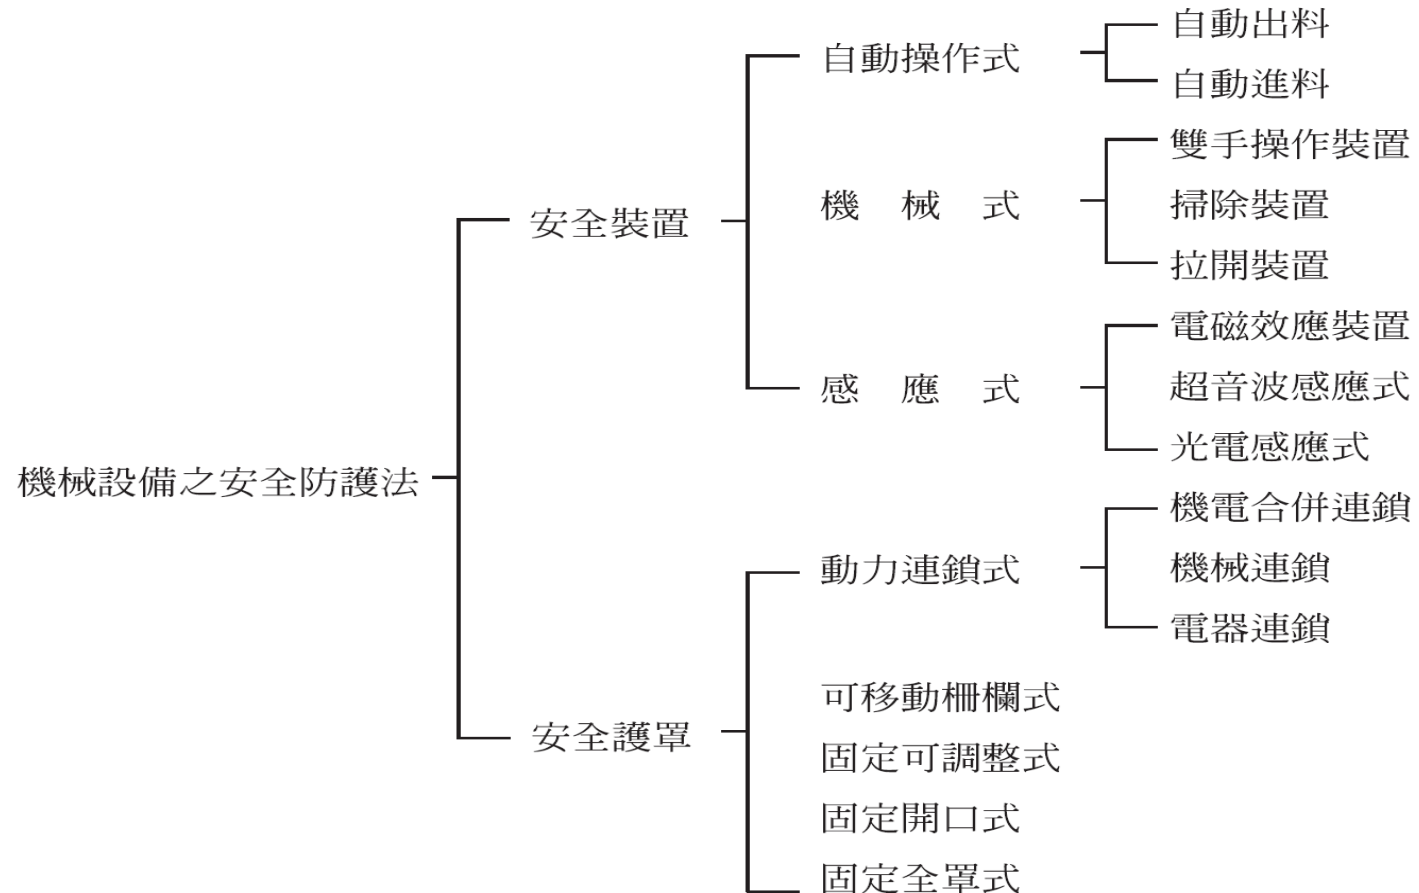 機械設備之安全防護法
安全裝置
自動操作式
自動出料
自動進料
機械式
雙手操作裝置
掃除裝置
拉開裝置
感應式
電磁效應裝置
超音波感應式
光電感應式
安全護罩
動力連鎖式
機電合併連鎖
機械連鎖
電器連鎖
可移動柵欄式
固定可調整式
固定開口式
固定全罩式